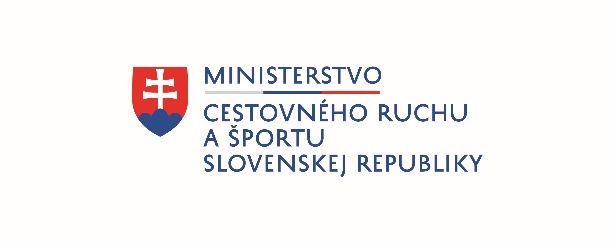 MINISTERSTVO
CESTOVNÉHO RUCHU
A ŠPORTU
SLOVENSKEJ REPUBLIKY